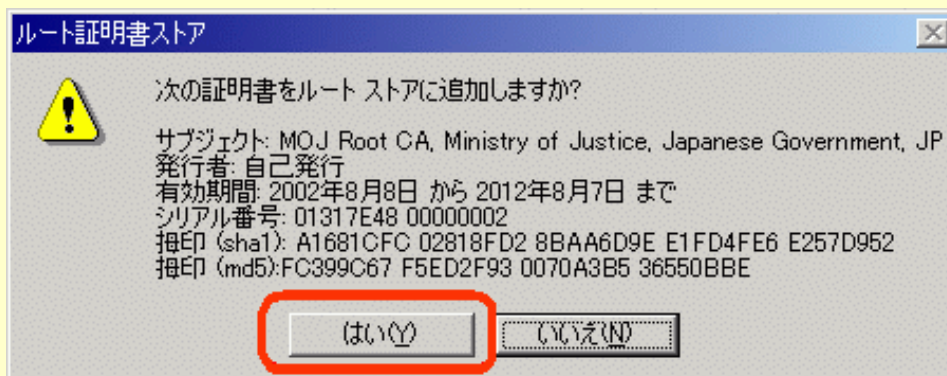 ルート証明書ストア
次の証明書をルート ストアに追加しますか?
サブジェクト: MOJ Root CA, Ministry of Justice, Japanese Government, JP
発行者: 自己発行
有効期間: 2002年8月8日 から 2012年8月7日 まで
シリアル番号: 01317E48 00000002
拇印 (sha1): A1681CFC 02818FD2 8BAA6D9E E1FD4FE6 E257D952
拇印 (md5):FC399C67 F5ED2F93 0070A3B5 36550BBE
はい(Y) いいえ(N)